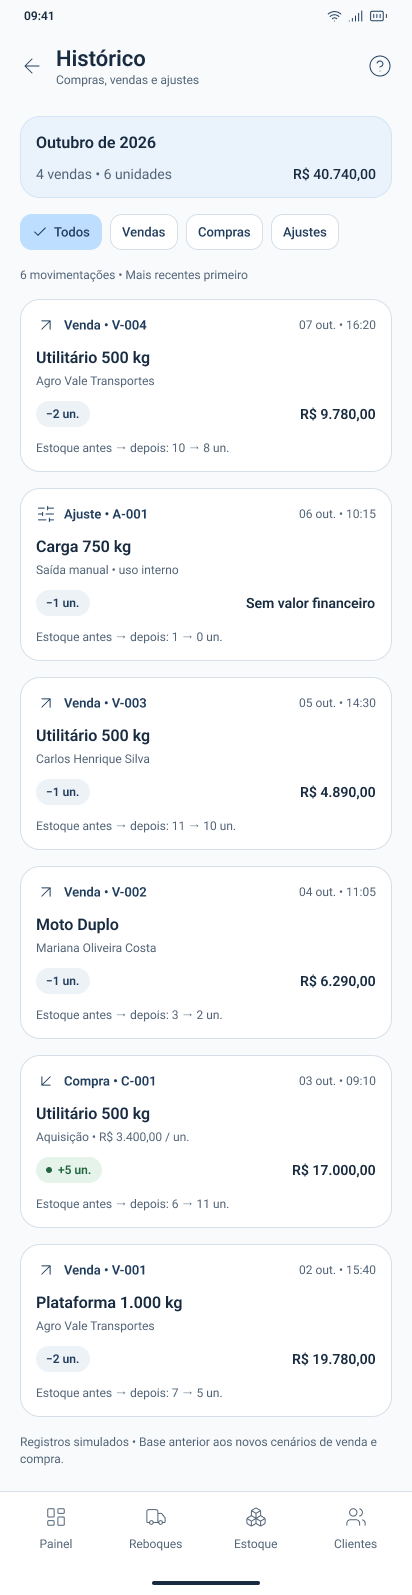 09:41
Histórico
Compras, vendas e ajustes
Outubro de 2026
4 vendas • 6 unidades R$ 40.740,00
Todos Vendas Compras Ajustes
6 movimentações • Mais recentes primeiro
Venda • V-004 07 out. • 16:20
Utilitário 500 kg
Agro Vale Transportes
−2 un. R$ 9.780,00
Estoque antes → depois: 10 → 8 un.
Ajuste • A-001 06 out. • 10:15
Carga 750 kg
Saída manual • uso interno
−1 un. Sem valor financeiro
Estoque antes → depois: 1 → 0 un.
Venda • V-003 05 out. • 14:30
Utilitário 500 kg
Carlos Henrique Silva
−1 un. R$ 4.890,00
Estoque antes → depois: 11 → 10 un.
Venda • V-002 04 out. • 11:05
Moto Duplo
Mariana Oliveira Costa
−1 un. R$ 6.290,00
Estoque antes → depois: 3 → 2 un.
Compra • C-001 03 out. • 09:10
Utilitário 500 kg
Aquisição • R$ 3.400,00 / un.
+5 un. R$ 17.000,00
Estoque antes → depois: 6 → 11 un.
Venda • V-001 02 out. • 15:40
Plataforma 1.000 kg
Agro Vale Transportes
−2 un. R$ 19.780,00
Estoque antes → depois: 7 → 5 un.
Registros simulados • Base anterior aos novos cenários de venda e
compra.
Painel Reboques Estoque Clientes